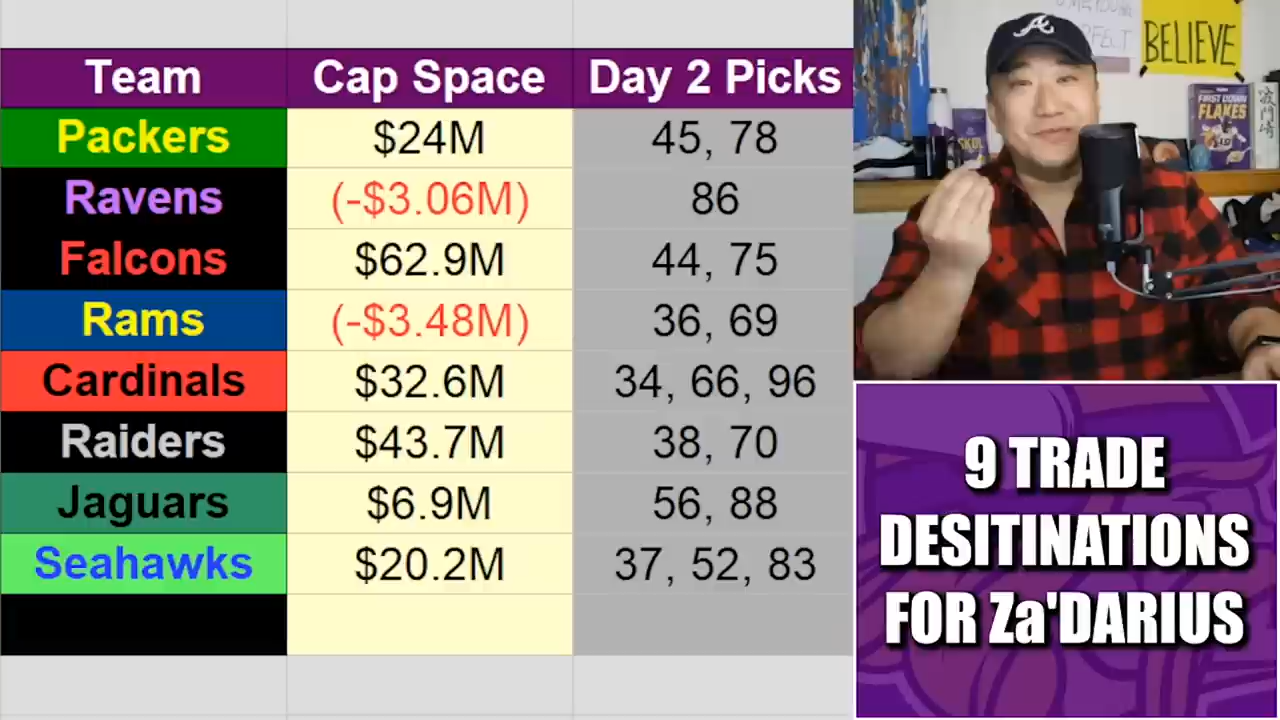 Team Cap Space Day 2 Picks
Packers $24M 45, 78
Ravens (-$3.06M) 86
Falcons $62.9M 44, 75
Rams (-$3.48M) 36, 69
Cardinals $32.6M 34, 66, 96
Raiders $43.7M 38, 70
Jaguars $6.9M 56, 88
Seahawks $20.2M 37, 52, 83
A
BELIEVE
FIRST DOWN
FLAKES
SKOL
9 TRADE
DESITINATIONS
FOR Za'DARIUS